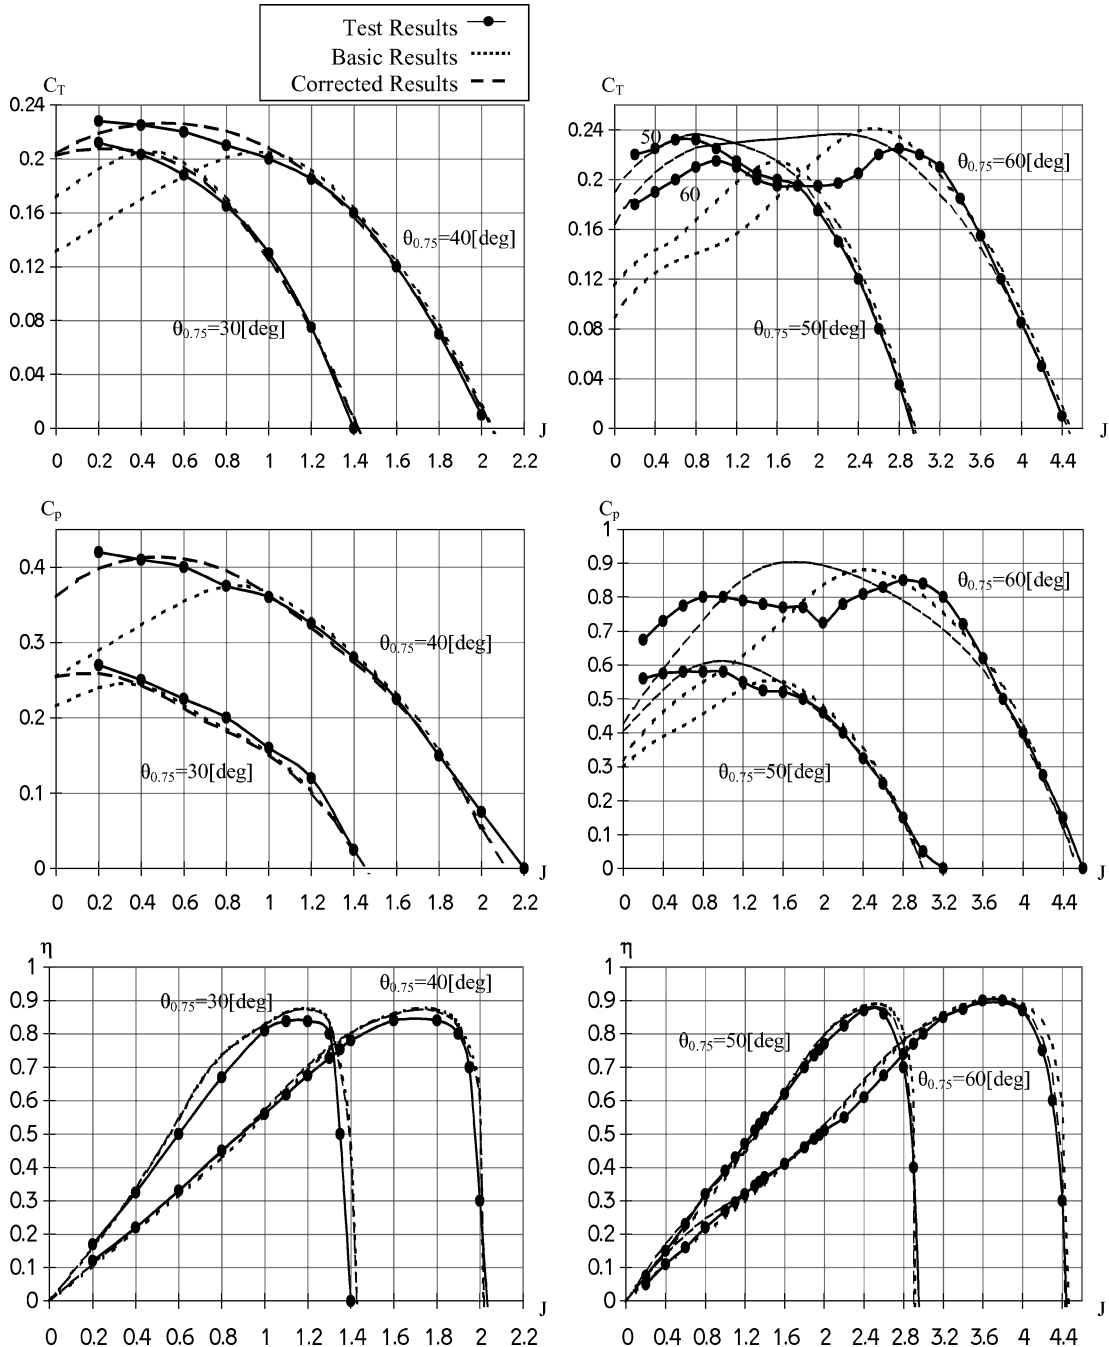 Test Results
Basic Results
Corrected Results
C_T
0.24
0.2
0.16
0.12
0.08
0.04
0
θ0.75=40[deg]
θ0.75=30[deg]
J
0 0.2 0.4 0.6 0.8 1 1.2 1.4 1.6 1.8 2 2.2
C_T
0.24
0.2
0.16
0.12
0.08
0.04
0
50
60
θ0.75=60[deg]
θ0.75=50[deg]
J
0 0.4 0.8 1.2 1.6 2 2.4 2.8 3.2 3.6 4 4.4
C_p
0.4
0.3
0.2
0.1
0
θ0.75=40[deg]
θ0.75=30[deg]
J
0 0.2 0.4 0.6 0.8 1 1.2 1.4 1.6 1.8 2 2.2
C_p
1
0.9
0.8
0.7
0.6
0.5
0.4
0.3
0.2
0.1
0
θ0.75=60[deg]
θ0.75=50[deg]
J
0 0.4 0.8 1.2 1.6 2 2.4 2.8 3.2 3.6 4 4.4
η
1
0.9
0.8
0.7
0.6
0.5
0.4
0.3
0.2
0.1
0
θ0.75=40[deg]
θ0.75=30[deg]
J
0 0.2 0.4 0.6 0.8 1 1.2 1.4 1.6 1.8 2 2.2
η
1
0.9
0.8
0.7
0.6
0.5
0.4
0.3
0.2
0.1
0
θ0.75=50[deg]
θ0.75=60[deg]
J
0 0.4 0.8 1.2 1.6 2 2.4 2.8 3.2 3.6 4 4.4